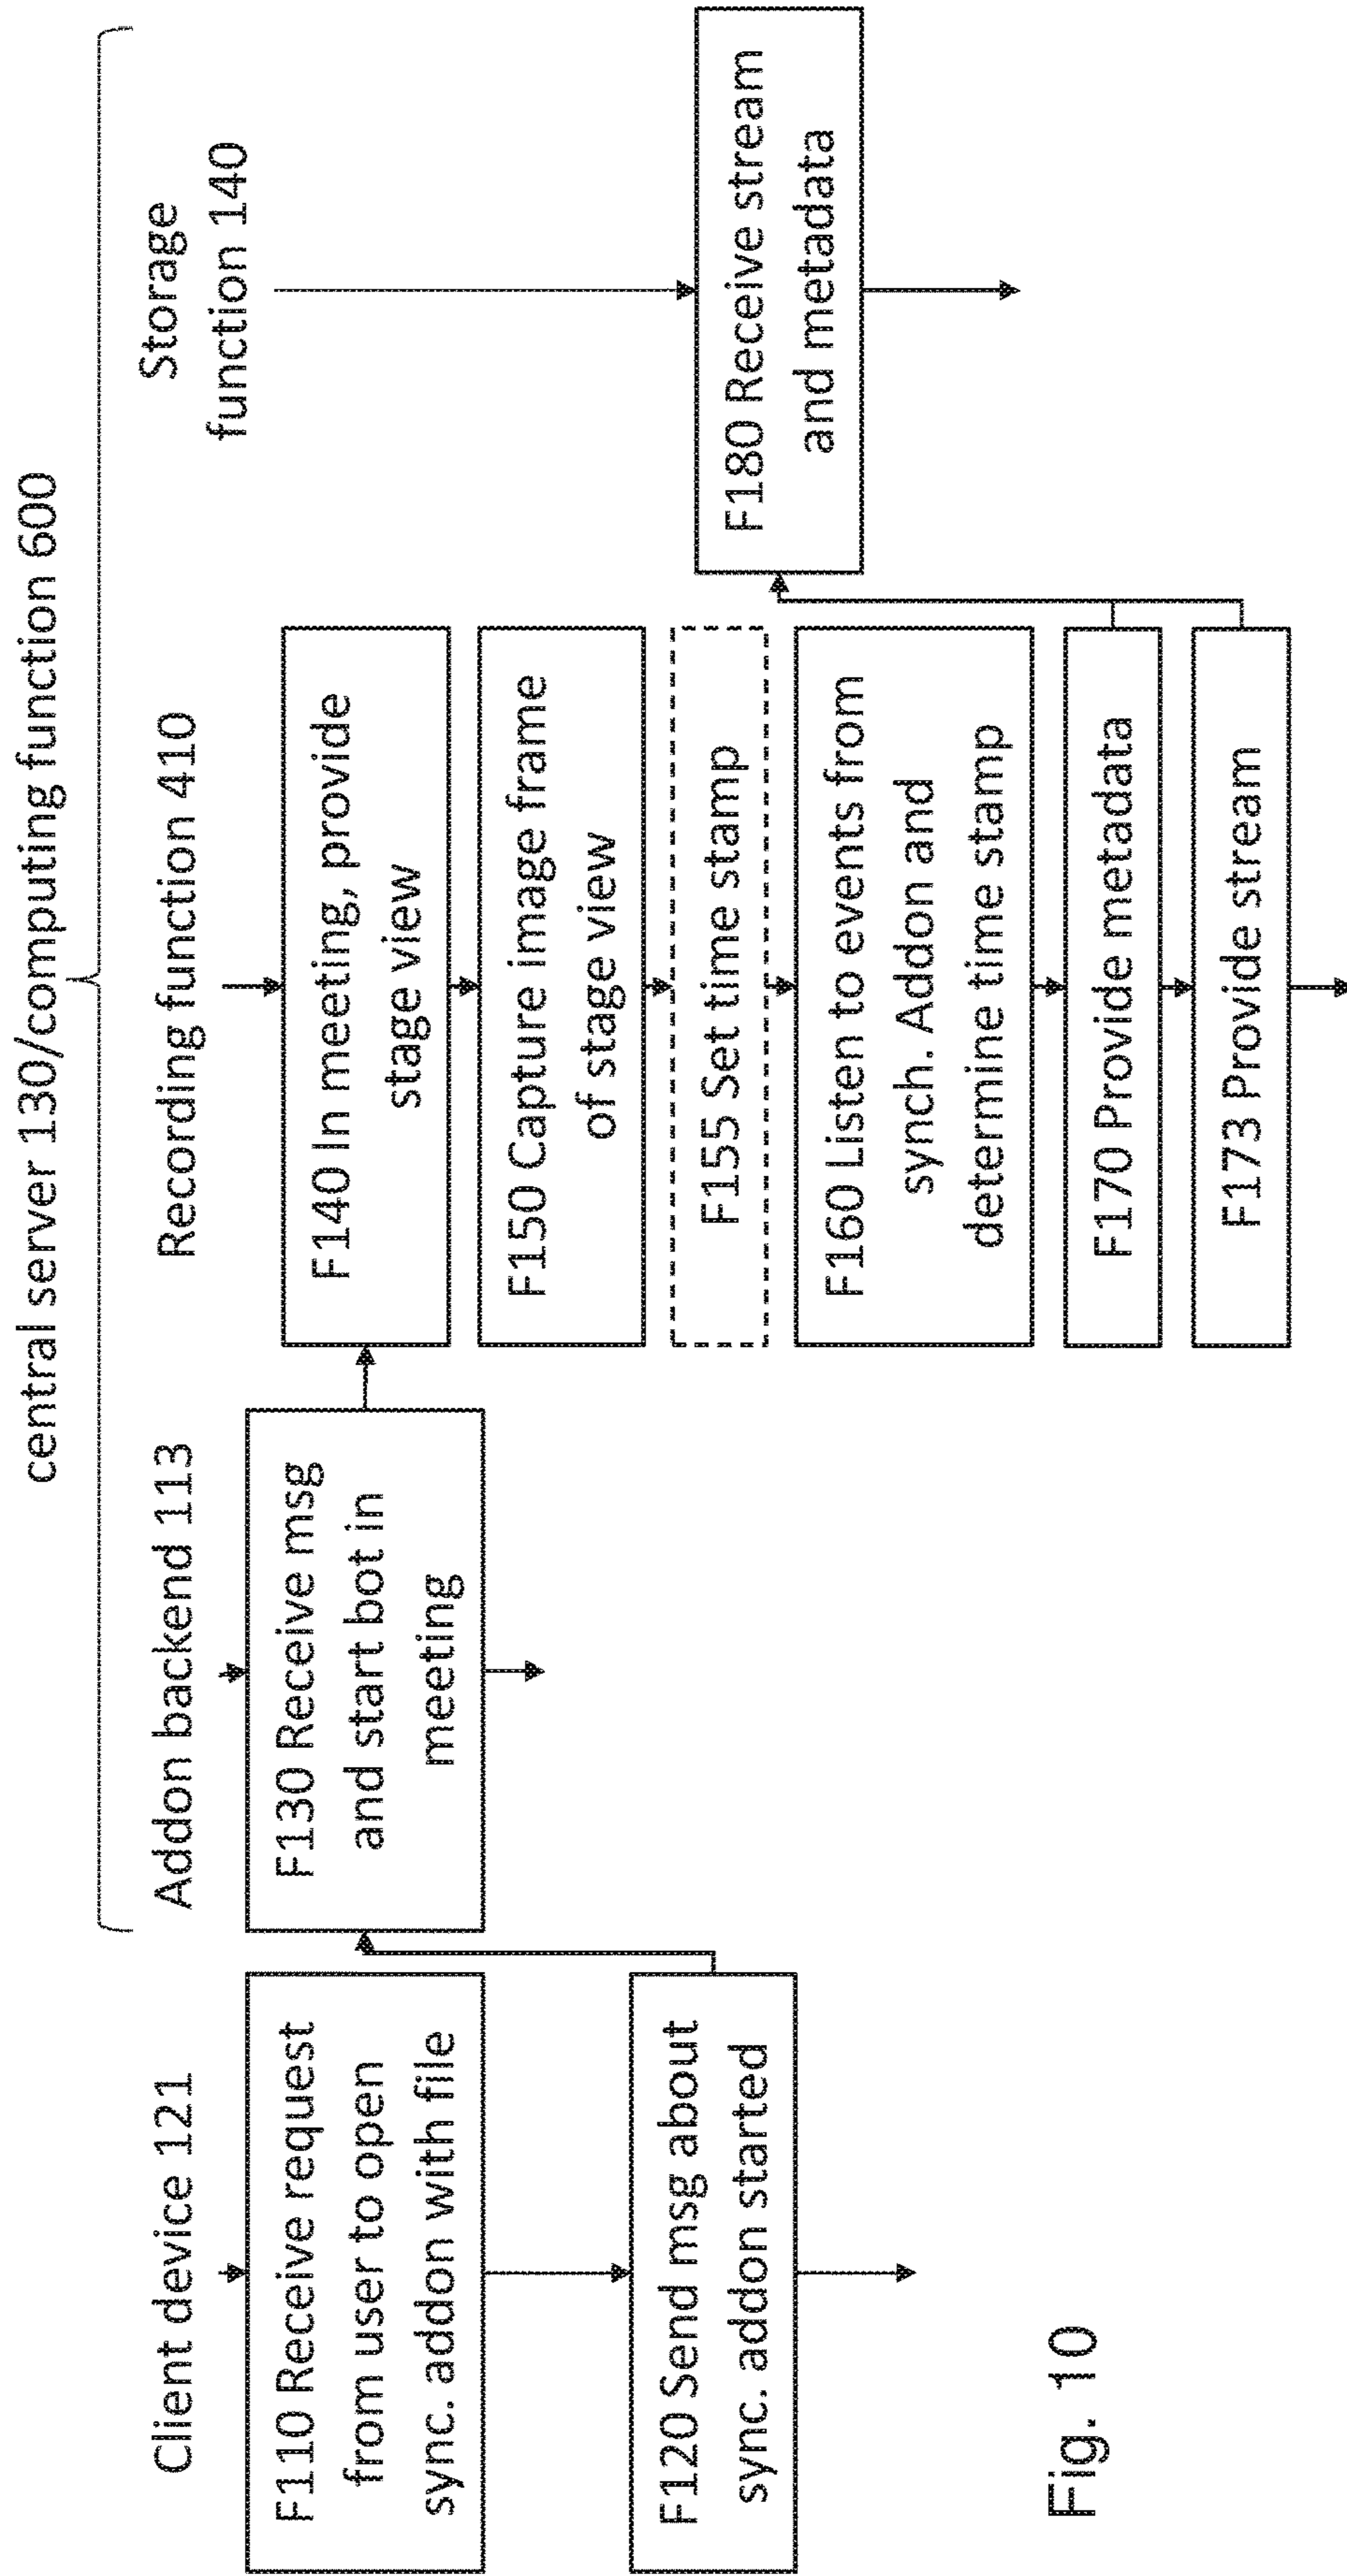 central server 130/computing function 600
Client device 121
Addon backend 113
Recording function 410
Storage
function 140
F110 Receive request
from user to open
sync. addon with file
F120 Send msg about
sync. addon started
F130 Receive msg
and start bot in
meeting
F140 In meeting, provide
stage view
F150 Capture image frame
of stage view
F155 Set time stamp
F160 Listen to events from
synch. Addon and
determine time stamp
F170 Provide metadata
F173 Provide stream
F180 Receive stream
and metadata
Fig. 10